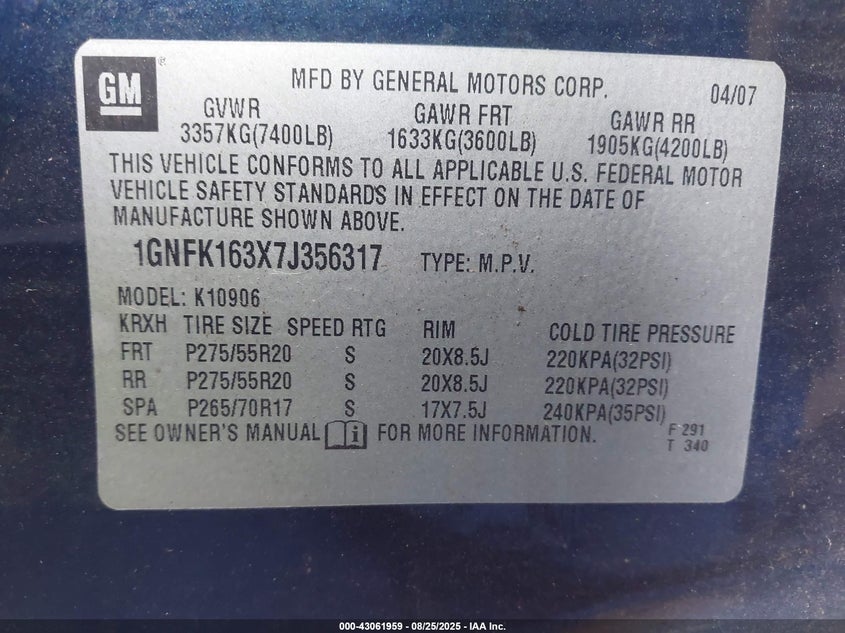 GM®
MFD BY GENERAL MOTORS CORP. 04/07
GVWR GAWR FRT GAWR RR
3357KG(7400LB) 1633KG(3600LB) 1905KG(4200LB)
THIS VEHICLE CONFORMS TO ALL APPLICABLE U.S. FEDERAL MOTOR
VEHICLE SAFETY STANDARDS IN EFFECT ON THE DATE OF
MANUFACTURE SHOWN ABOVE.
1GNFK163X7J356317 TYPE: M.P.V.
MODEL: K10906
KRXH TIRE SIZE SPEED RTG RIM COLD TIRE PRESSURE
FRT P275/55R20 S 20X8.5J 220KPA(32PSI)
RR P275/55R20 S 20X8.5J 220KPA(32PSI)
SPA P265/70R17 S 17X7.5J 240KPA(35PSI)
SEE OWNER'S MANUAL i FOR MORE INFORMATION. F 291
T 340
000-43061959 - 08/25/2025 - IAA Inc.